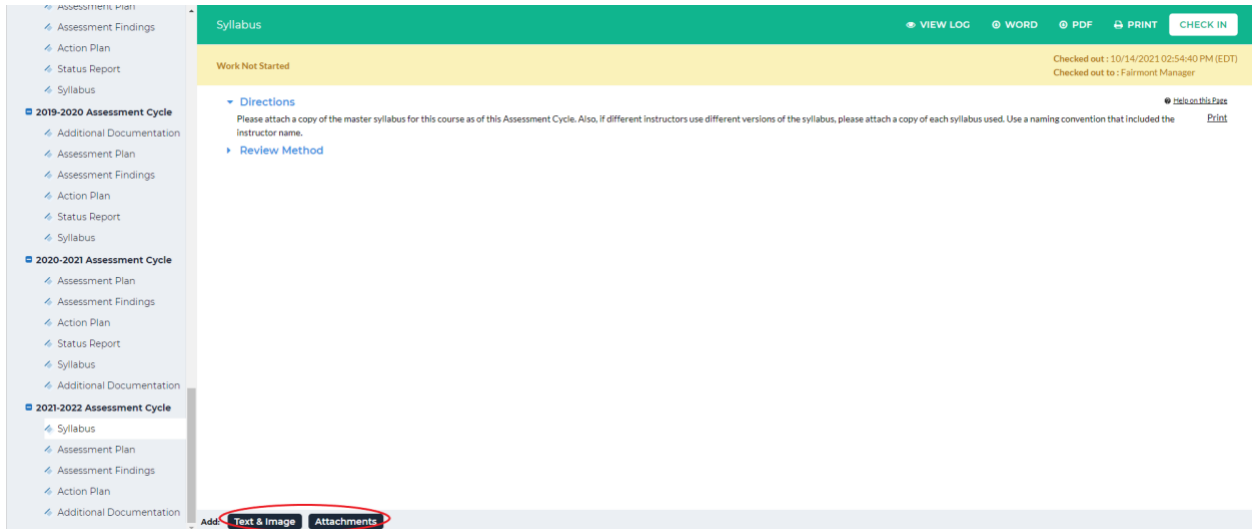 Assessment Plan
Assessment Findings
Action Plan
Status Report
Syllabus
2019-2020 Assessment Cycle
Additional Documentation
Assessment Plan
Assessment Findings
Action Plan
Status Report
Syllabus
2020-2021 Assessment Cycle
Assessment Plan
Assessment Findings
Action Plan
Status Report
Syllabus
Additional Documentation
2021-2022 Assessment Cycle
Syllabus
Assessment Plan
Assessment Findings
Action Plan
Additional Documentation
Syllabus
VIEW LOG WORD PDF PRINT CHECK IN
Work Not Started
Checked out : 10/14/2021 02:54:40 PM (EDT)
Checked out to : Fairmont Manager
Directions
Help on this Page
Please attach a copy of the master syllabus for this course as of this Assessment Cycle. Also, if different instructors use different versions of the syllabus, please attach a copy of each syllabus used. Use a naming convention that included the
instructor name.
Print
Review Method
Add: Text & Image Attachments